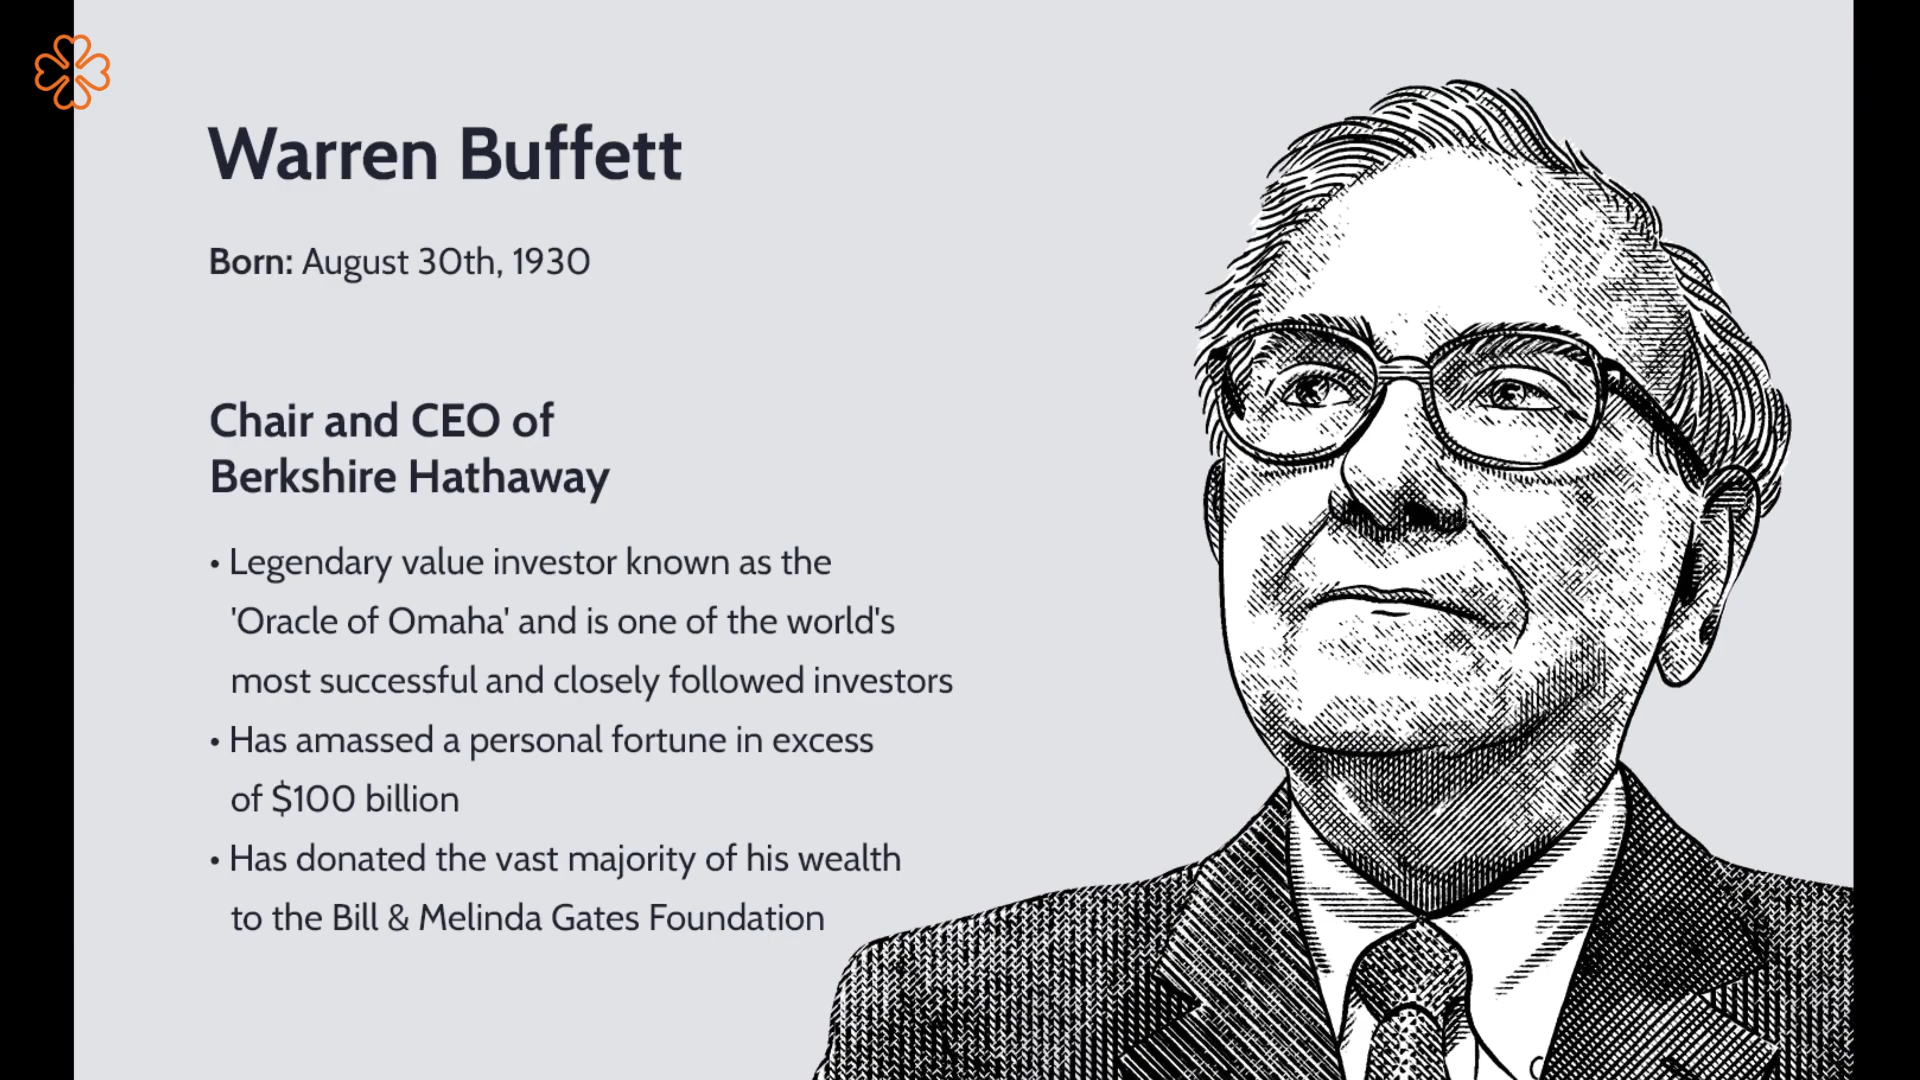 Warren Buffett
Born: August 30th, 1930
Chair and CEO of
Berkshire Hathaway
• Legendary value investor known as the
'Oracle of Omaha' and is one of the world's
most successful and closely followed investors
• Has amassed a personal fortune in excess
of $100 billion
• Has donated the vast majority of his wealth
to the Bill & Melinda Gates Foundation